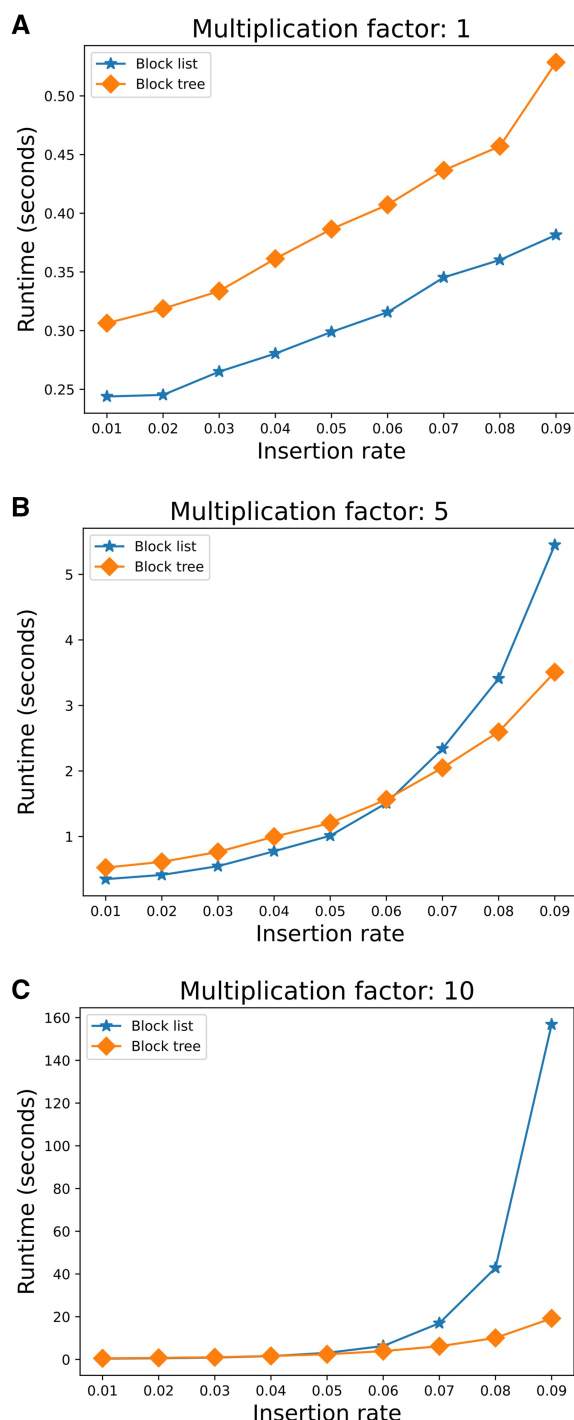 A
Multiplication factor: 1
Block list
Block tree
0.50
0.45
0.40
0.35
0.30
0.25
Runtime (seconds)
0.01 0.02 0.03 0.04 0.05 0.06 0.07 0.08 0.09
Insertion rate
B
Multiplication factor: 5
Block list
Block tree
5
4
3
2
1
Runtime (seconds)
0.01 0.02 0.03 0.04 0.05 0.06 0.07 0.08 0.09
Insertion rate
C
Multiplication factor: 10
Block list
Block tree
160
140
120
100
80
60
40
20
0
Runtime (seconds)
0.01 0.02 0.03 0.04 0.05 0.06 0.07 0.08 0.09
Insertion rate